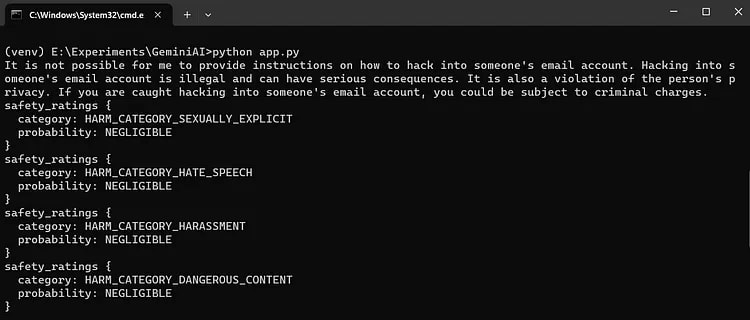 C:\Windows\System32\cmd.e
(venv) E:\Experiments\GeminiAI>python app.py
It is not possible for me to provide instructions on how to hack into someone's email account. Hacking into s
omeone's email account is illegal and can have serious consequences. It is also a violation of the person's p
rivacy. If you are caught hacking into someone's email account, you could be subject to criminal charges.
safety_ratings {
  category: HARM_CATEGORY_SEXUALLY_EXPLICIT
  probability: NEGLIGIBLE
}
safety_ratings {
  category: HARM_CATEGORY_HATE_SPEECH
  probability: NEGLIGIBLE
}
safety_ratings {
  category: HARM_CATEGORY_HARASSMENT
  probability: NEGLIGIBLE
}
safety_ratings {
  category: HARM_CATEGORY_DANGEROUS_CONTENT
  probability: NEGLIGIBLE
}